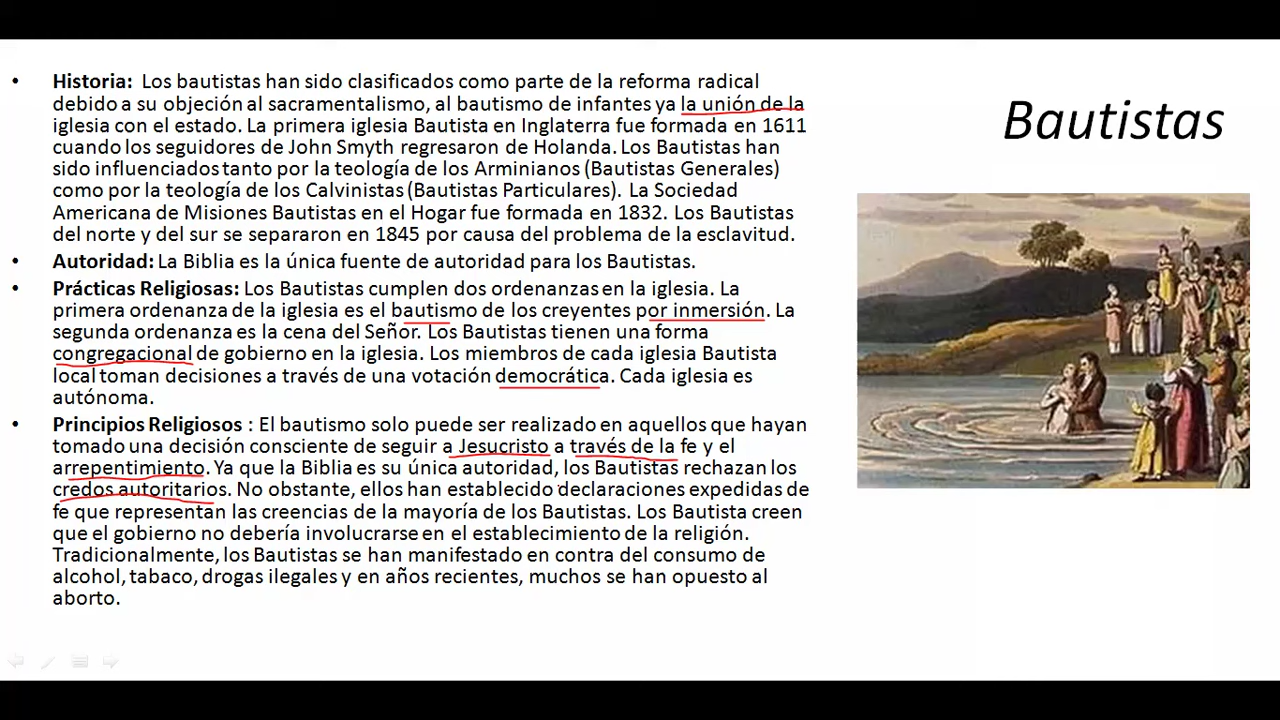 Bautistas
• Historia: Los bautistas han sido clasificados como parte de la reforma radical
debido a su objeción al sacramentalismo, al bautismo de infantes ya la unión de la
iglesia con el estado. La primera iglesia Bautista en Inglaterra fue formada en 1611
cuando los seguidores de John Smyth regresaron de Holanda. Los Bautistas han
sido influenciados tanto por la teología de los Arminianos (Bautistas Generales)
como por la teología de los Calvinistas (Bautistas Particulares). La Sociedad
Americana de Misiones Bautistas en el Hogar fue formada en 1832. Los Bautistas
del norte y del sur se separaron en 1845 por causa del problema de la esclavitud.
• Autoridad: La Biblia es la única fuente de autoridad para los Bautistas.
• Prácticas Religiosas: Los Bautistas cumplen dos ordenanzas en la iglesia. La
primera ordenanza de la iglesia es el bautismo de los creyentes por inmersión. La
segunda ordenanza es la cena del Señor. Los Bautistas tienen una forma
congregacional de gobierno en la iglesia. Los miembros de cada iglesia Bautista
local toman decisiones a través de una votación democrática. Cada iglesia es
autónoma.
• Principios Religiosos : El bautismo solo puede ser realizado en aquellos que hayan
tomado una decisión consciente de seguir a Jesucristo a través de la fe y el
arrepentimiento. Ya que la Biblia es su única autoridad, los Bautistas rechazan los
credos autoritarios. No obstante, ellos han establecido declaraciones expedidas de
fe que representan las creencias de la mayoría de los Bautistas. Los Bautista creen
que el gobierno no debería involucrarse en el establecimiento de la religión.
Tradicionalmente, los Bautistas se han manifestado en contra del consumo de
alcohol, tabaco, drogas ilegales y en años recientes, muchos se han opuesto al
aborto.